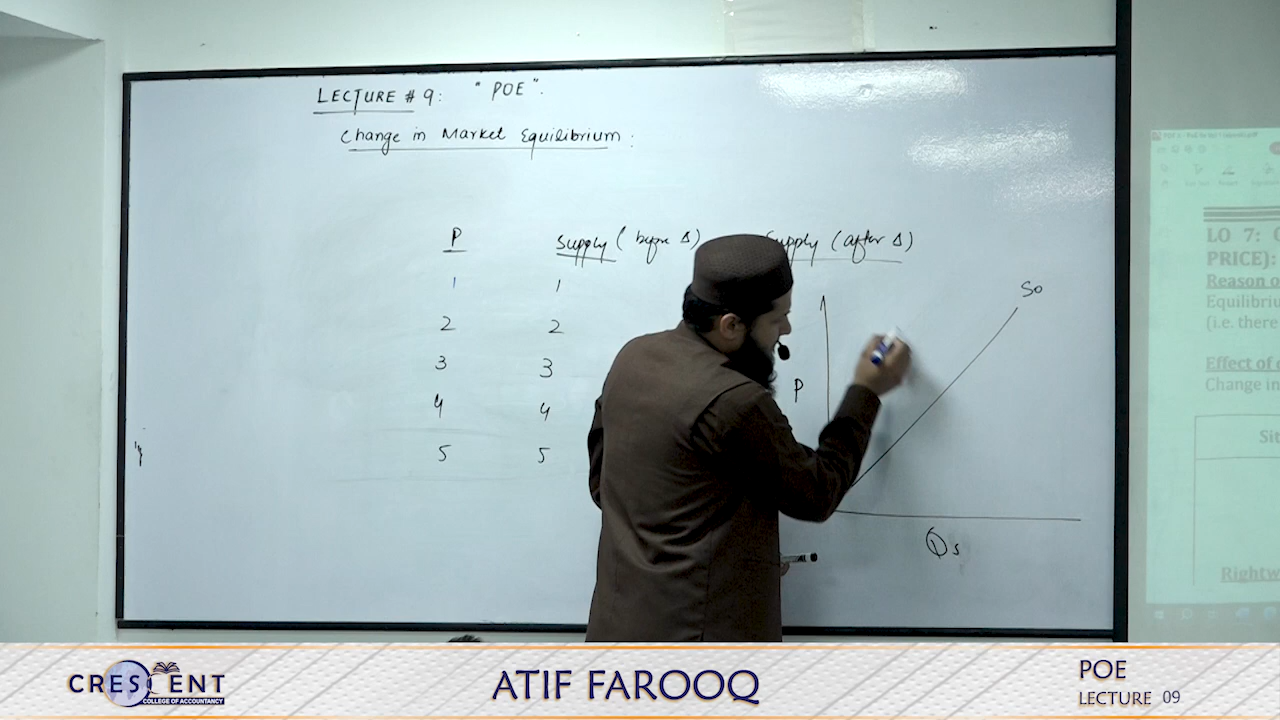 LECTURE # 9: "POE".
Change in Market Equilibrium:
P Supply (before Δ) Supply (after Δ)
1 1
2 2
3 3
4 4
5 5
So
P
Qs
LO 7:
PRICE):
Reason o
Equilibriu
(i.e. there
Effect of
Change in
Sit
Rightw
CRESCENT
COLLEGE OF ACCOUNTANCY
ATIF FAROOQ
POE
LECTURE 09